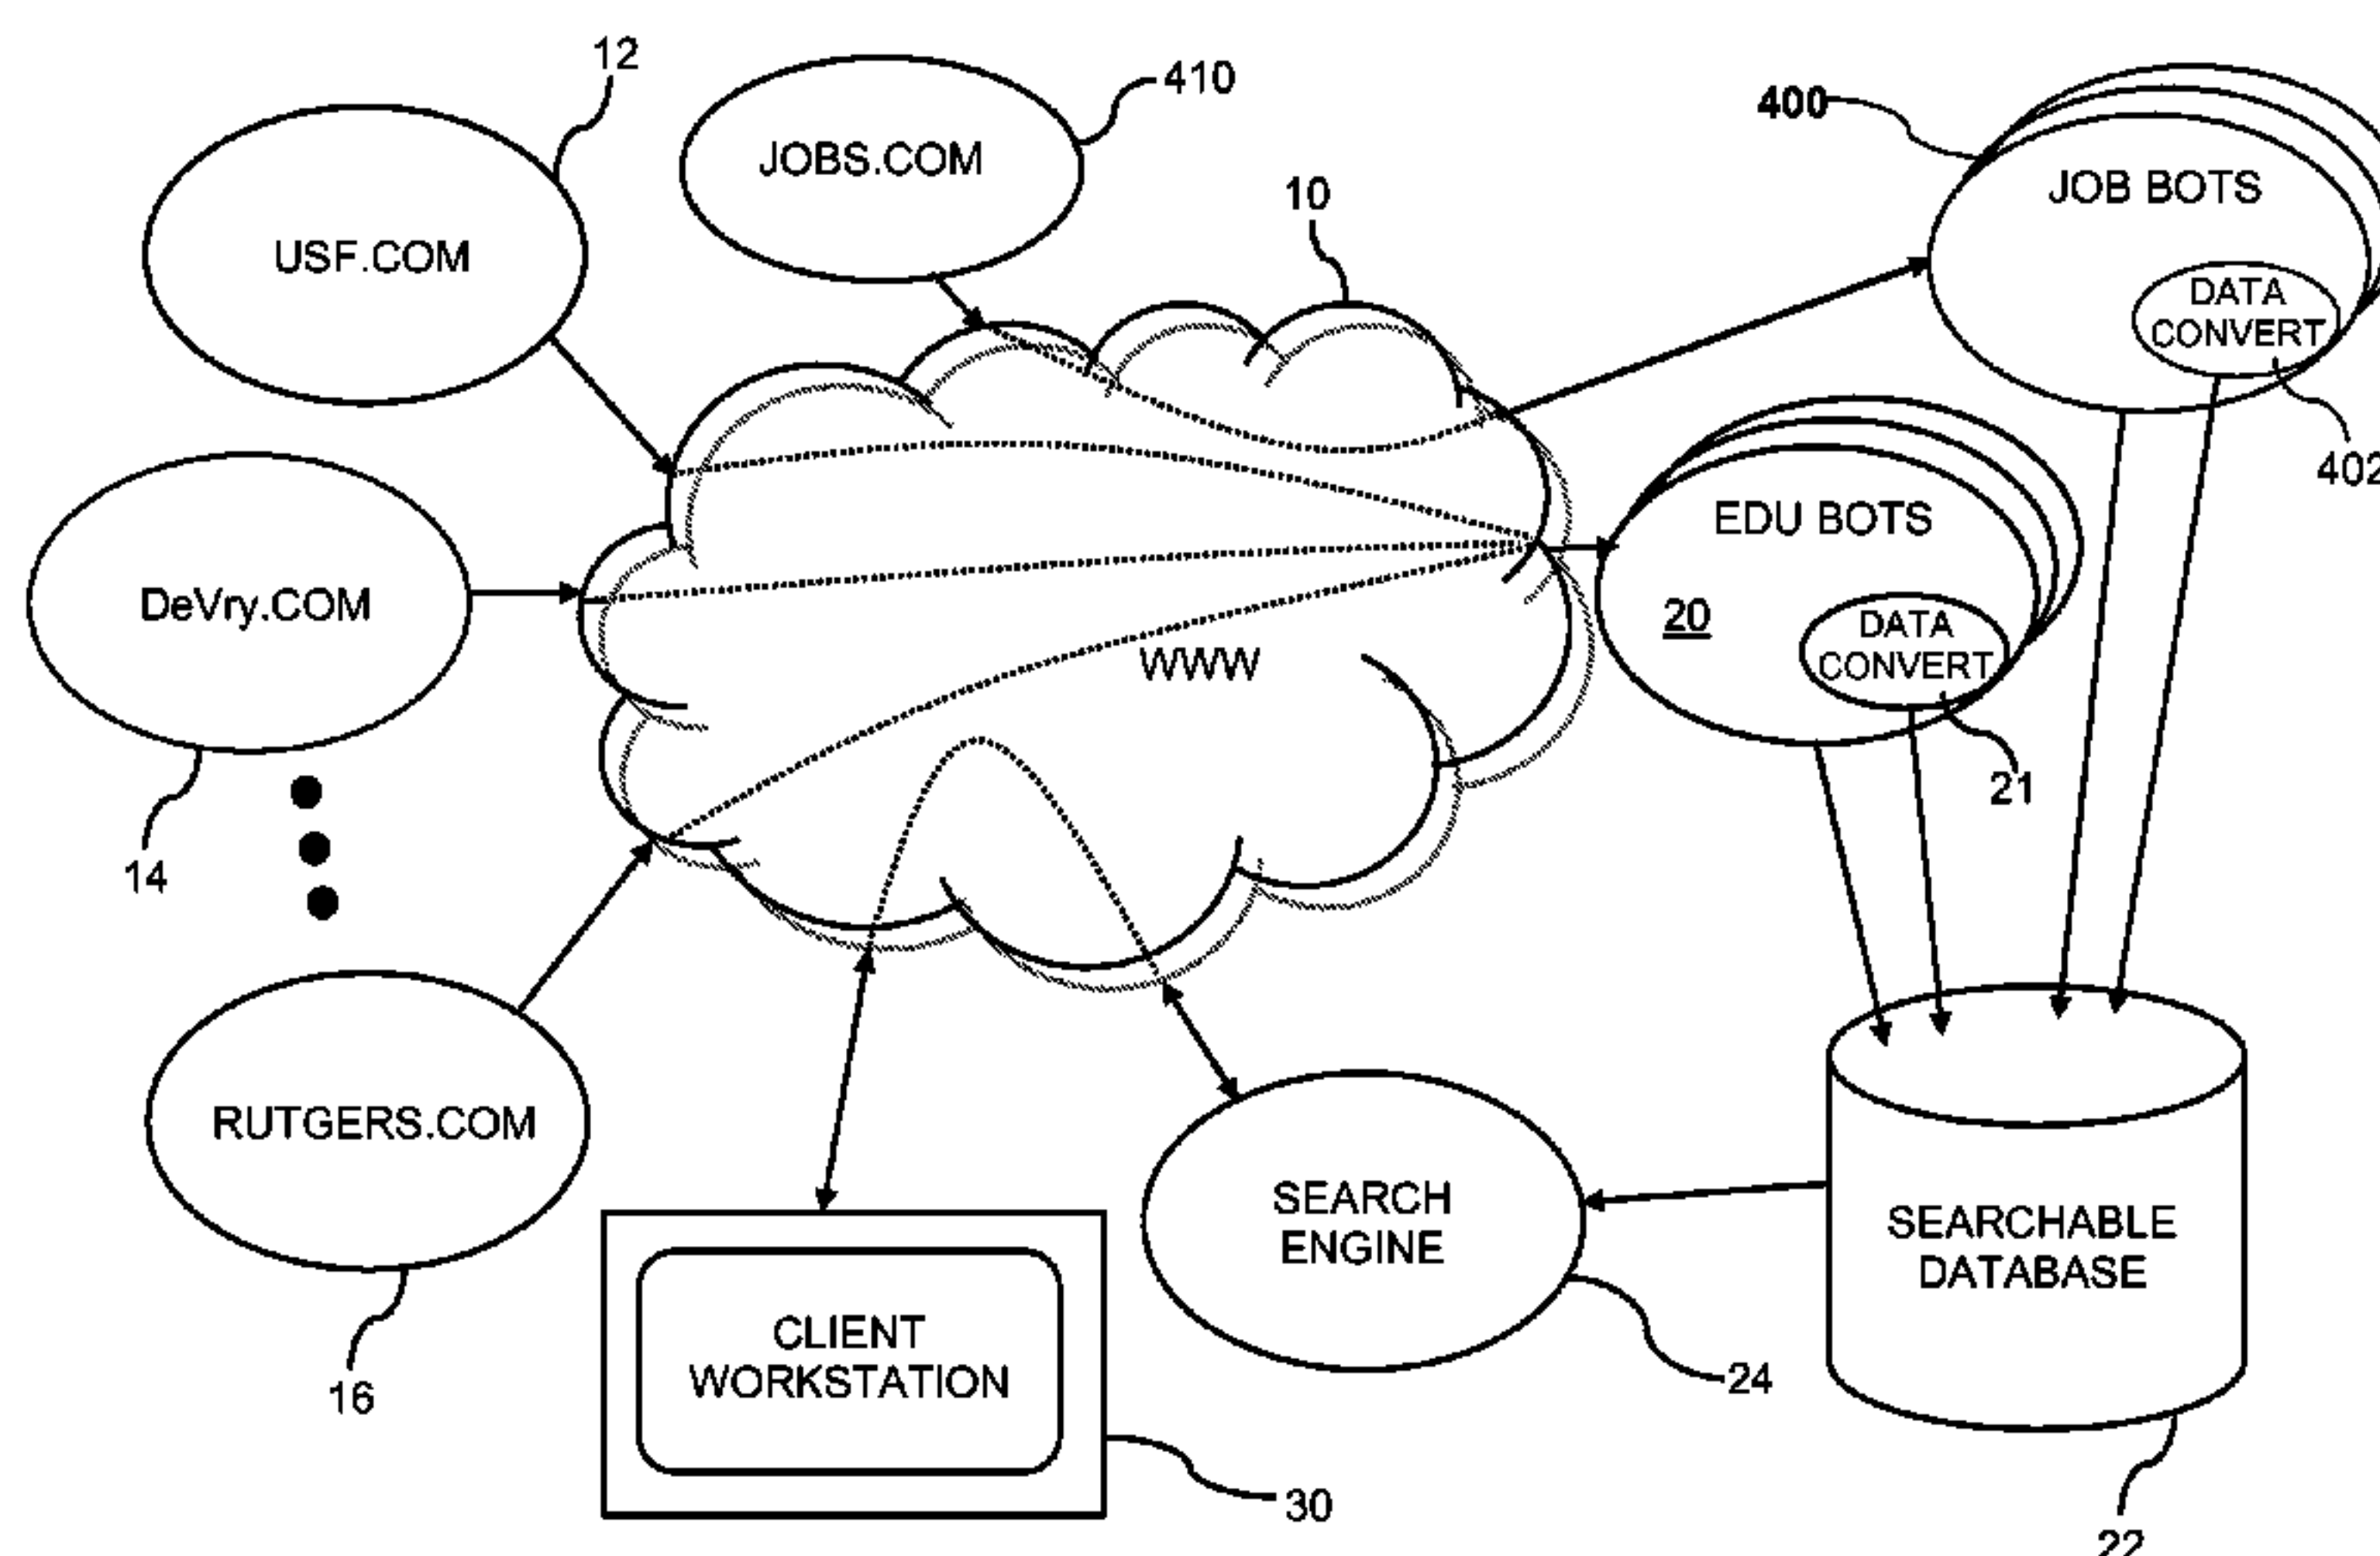 12
410
400
JOBS.COM
JOB BOTS
10
USF.COM
DATA
CONVERT
402
EDU BOTS
DeVry.COM
20
DATA
CONVERT
WWW
21
14
RUTGERS.COM
SEARCH
ENGINE
SEARCHABLE
DATABASE
CLIENT
WORKSTATION
24
16
30
22